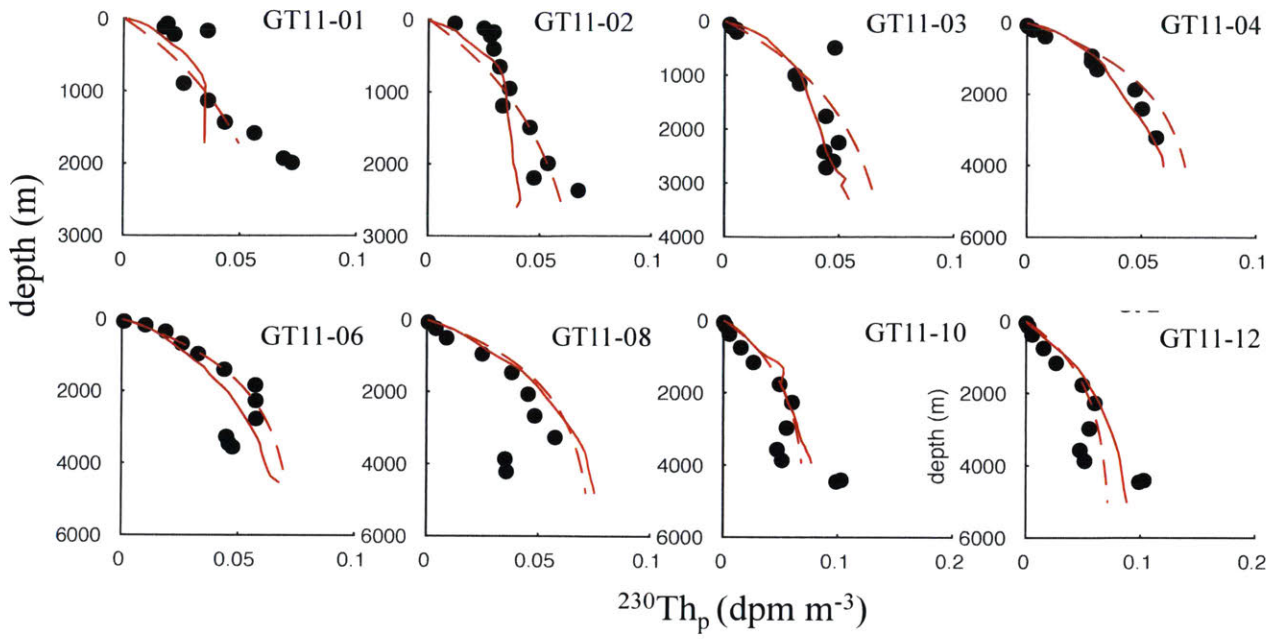 GT11-01 GT11-02 GT11-03 GT11-04
0 0 0 0
1000 1000 1000 2000
2000 2000 2000 4000
3000
3000 3000 4000 6000
0 0.05 0.1 0 0.05 0.1 0 0.05 0.1 0 0.05 0.1
depth (m)
GT11-06 GT11-08 GT11-10 GT11-12
0 0 0 0
2000 2000 2000 2000
4000 4000 4000 4000
6000 6000 6000 6000
depth (m)
0 0.05 0.1 0 0.05 0.1 0 0.1 0.2 0 0.1 0.2
²³⁰Thₚ (dpm m⁻³)